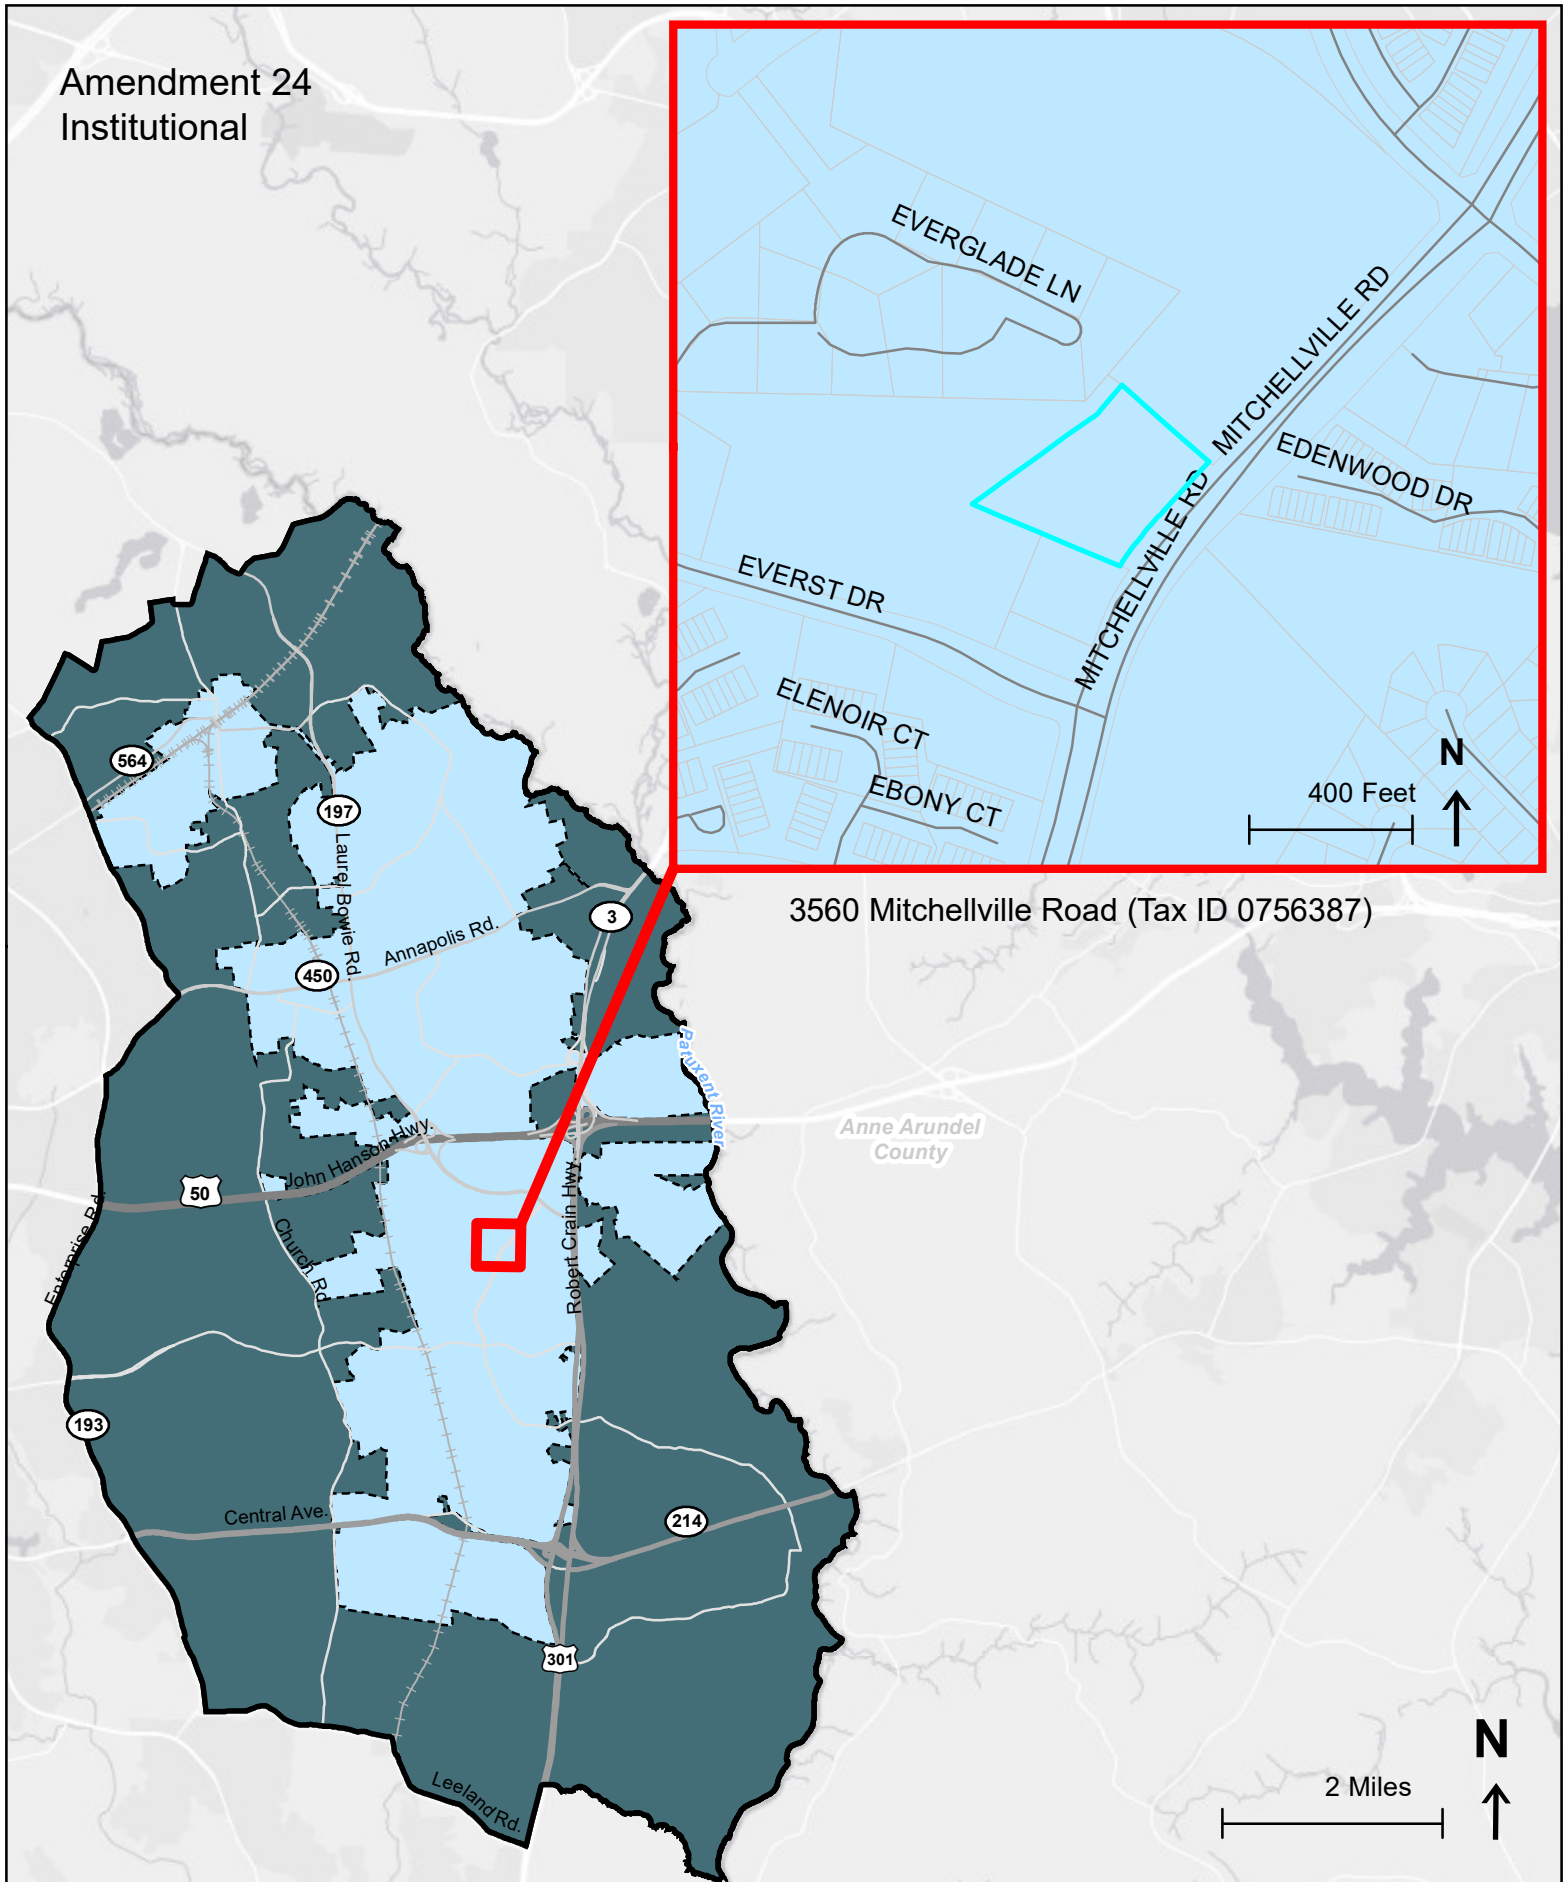 Amendment 24
Institutional
EVERGLADE LN
MITCHELLVILLE RD
EDENWOOD DR
MITCHELLVILLE RD
EVERST DR
ELENOIR CT
EBONY CT
N
400 Feet
3560 Mitchellville Road (Tax ID 0756387)
564
197
Laurel Bowie Rd.
3
Annapolis Rd.
450
Patuxent River
Anne Arundel
County
John Hanson Hwy.
50
Enterprise Rd.
Church Rd.
Robert Crain Hwy.
193
Central Ave.
214
301
Leeland Rd.
N
2 Miles